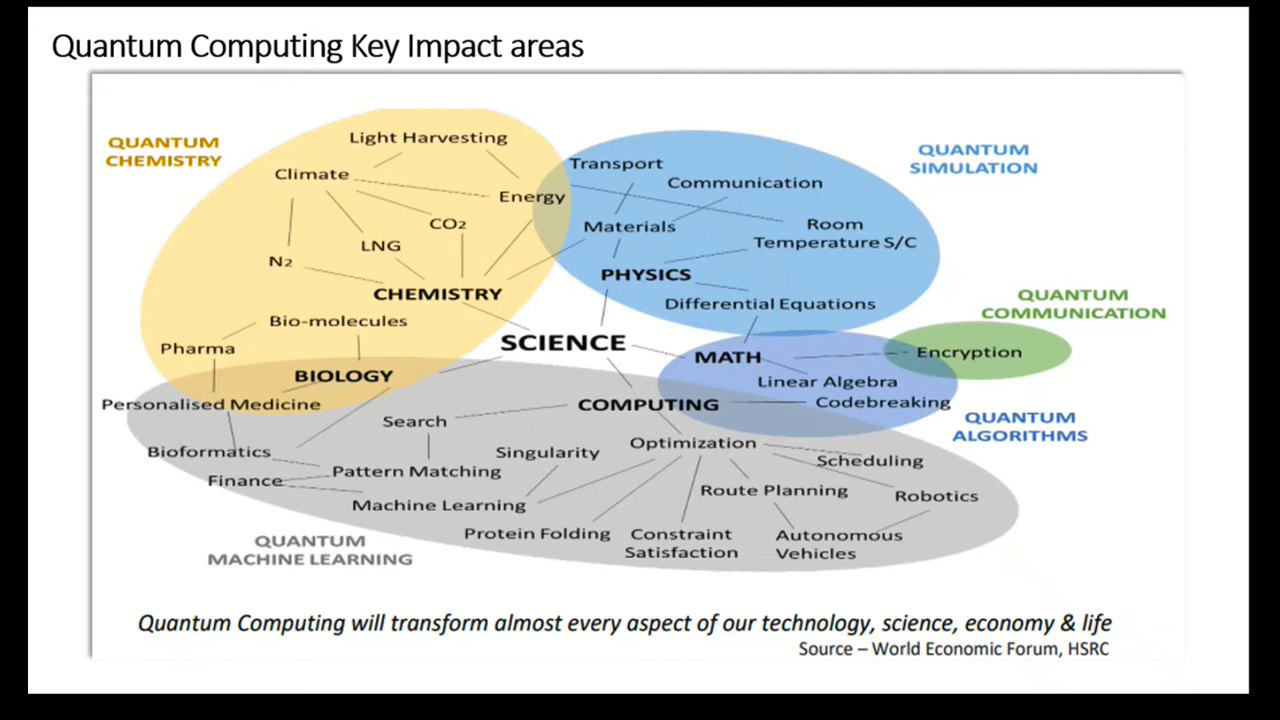 Quantum Computing Key Impact areas
QUANTUM
CHEMISTRY
Light Harvesting
Climate
Energy
CO2
LNG
N2
CHEMISTRY
Bio-molecules
Pharma
BIOLOGY
Personalised Medicine
Transport
Communication
Materials
Room
Temperature S/C
PHYSICS
Differential Equations
QUANTUM
SIMULATION
SCIENCE
MATH
Encryption
QUANTUM
COMMUNICATION
Linear Algebra
Codebreaking
COMPUTING
QUANTUM
ALGORITHMS
Search
Bioformatics
Singularity
Optimization
Scheduling
Pattern Matching
Finance
Machine Learning
Route Planning
Robotics
Protein Folding
Constraint
Satisfaction
Autonomous
Vehicles
QUANTUM
MACHINE LEARNING
Quantum Computing will transform almost every aspect of our technology, science, economy & life
Source – World Economic Forum, HSRC